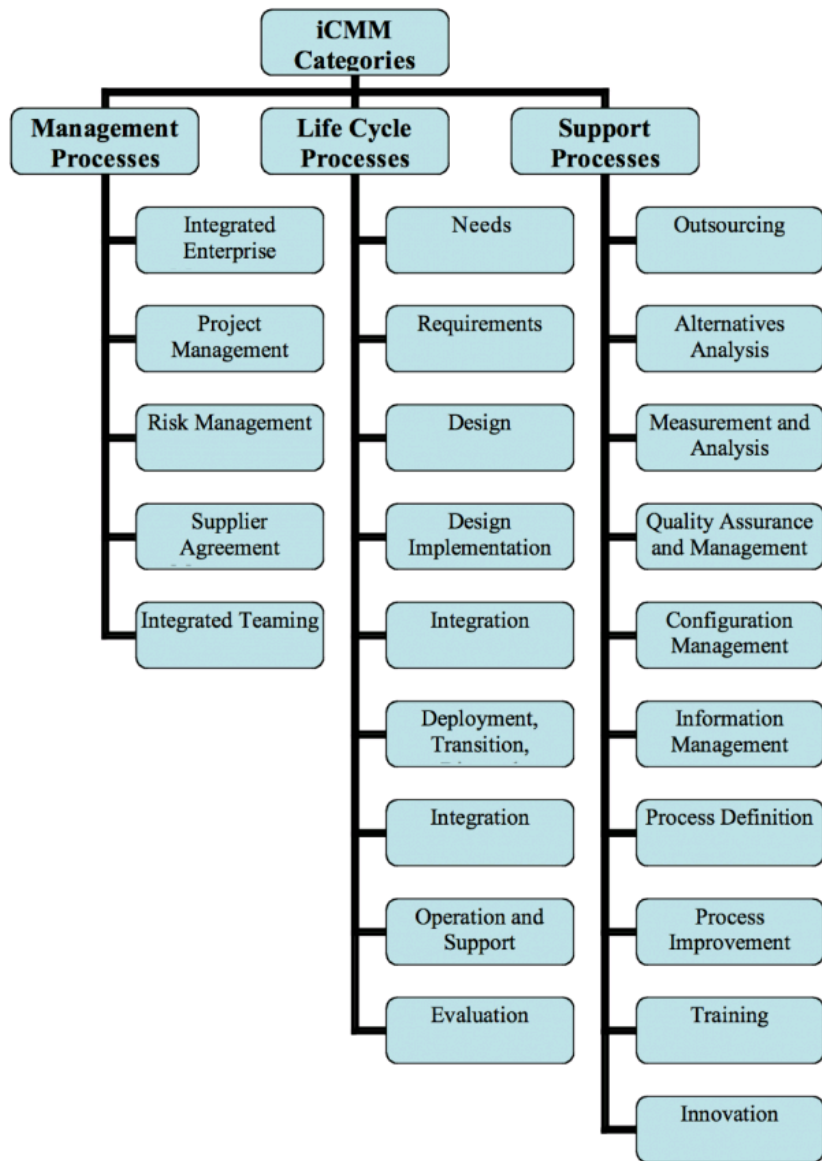 iCMM
Categories
Management
Processes
Life Cycle
Processes
Support
Processes
Integrated
Enterprise
Project
Management
Risk Management
Supplier
Agreement
Integrated Teaming
Needs
Requirements
Design
Design
Implementation
Integration
Deployment,
Transition,
Integration
Operation and
Support
Evaluation
Outsourcing
Alternatives
Analysis
Measurement and
Analysis
Quality Assurance
and Management
Configuration
Management
Information
Management
Process Definition
Process
Improvement
Training
Innovation